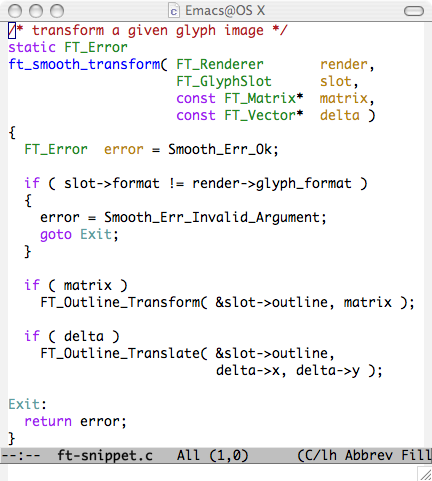 Emacs@OS X
/* transform a given glyph image */
static FT_Error
ft_smooth_transform( FT_Renderer       render,
                     FT_GlyphSlot      slot,
                     const FT_Matrix*  matrix,
                     const FT_Vector*  delta )
{
  FT_Error  error = Smooth_Err_Ok;

  if ( slot->format != render->glyph_format )
  {
    error = Smooth_Err_Invalid_Argument;
    goto Exit;
  }

  if ( matrix )
    FT_Outline_Transform( &slot->outline, matrix );

  if ( delta )
    FT_Outline_Translate( &slot->outline,
                          delta->x, delta->y );

Exit:
  return error;
}
--:--  ft-snippet.c   All (1,0)      (C/lh Abbrev Fill